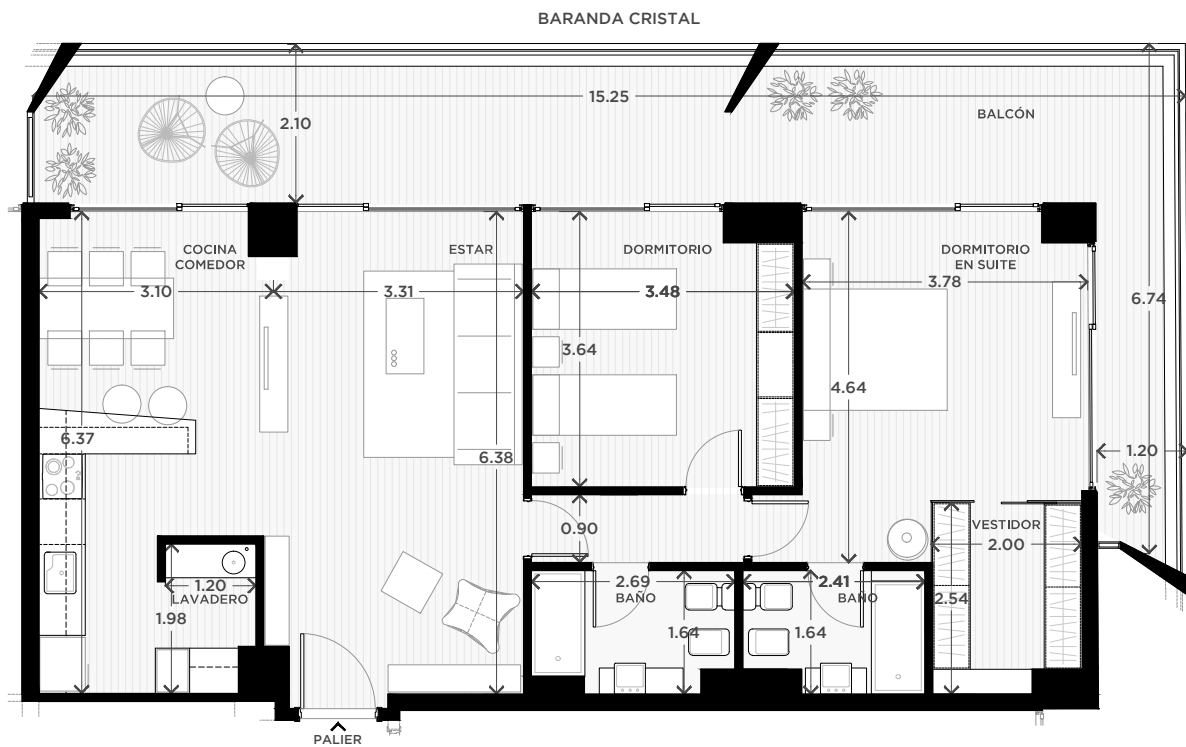 BARANDA CRISTAL
15.25
2.10
BALCÓN
COCINA
COMEDOR
ESTAR
DORMITORIO
DORMITORIO
EN SUITE
3.10
3.31
3.48
3.78
6.74
3.64
4.64
6.37
6.38
1.20
0.90
VESTIDOR
2.00
1.20
LAVADERO
1.98
2.69
BAÑO
1.64
2.41
BAÑO
1.64
2.54
PALIER